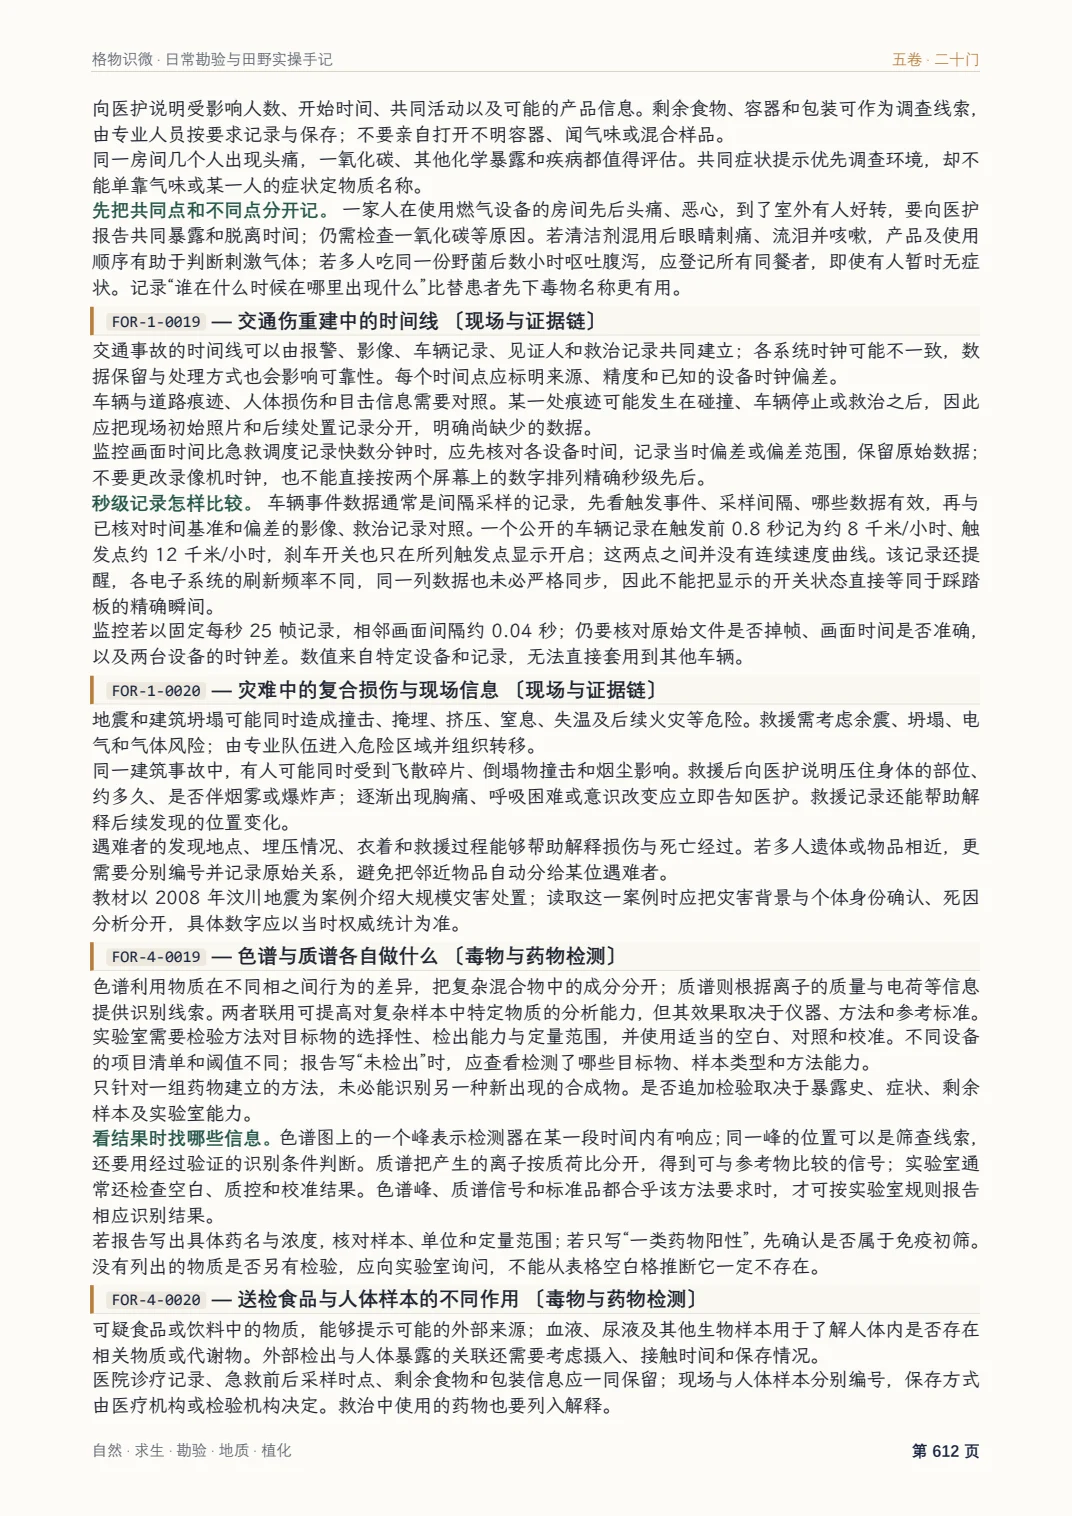 格物识微 · 日常勘验与田野实操手记
五卷 · 二十门
向医护说明受影响人数、开始时间、共同活动以及可能的产品信息。剩余食物、容器和包装可作为调查线索，
由专业人员按要求记录与保存；不要亲自打开不明容器、闻气味或混合样品。
同一房间几个人出现头痛，一氧化碳、其他化学暴露和疾病都值得评估。共同症状提示优先调查环境，却不
能单靠气味或某一人的症状定物质名称。
先把共同点和不同点分开记。 一家人在使用燃气设备的房间先后头痛、恶心，到了室外有人好转，要向医护
报告共同暴露和脱离时间；仍需检查一氧化碳等原因。若清洁剂混用后眼睛刺痛、流泪并咳嗽，产品及使用
顺序有助于判断刺激气体；若多人吃同一份野菌后数小时呕吐腹泻，应登记所有同餐者，即使有人暂时无症
状。记录“谁在什么时候在哪里出现什么”比替患者先下毒物名称更有用。
FOR-1-0019 — 交通伤重建中的时间线 〔现场与证据链〕
交通事故的时间线可以由报警、影像、车辆记录、见证人和救治记录共同建立；各系统时钟可能不一致，数
据保留与处理方式也会影响可靠性。每个时间点应标明来源、精度和已知的设备时钟偏差。
车辆与道路痕迹、人体损伤和目击信息需要对照。某一处痕迹可能发生在碰撞、车辆停止或救治之后，因此
应把现场初始照片和后续处置记录分开，明确尚缺少的数据。
监控画面时间比急救调度记录快数分钟时，应先核对各设备时间，记录当时偏差或偏差范围，保留原始数据；
不要更改录像机时钟，也不能直接按两个屏幕上的数字排列精确秒级先后。
秒级记录怎样比较。 车辆事件数据通常是间隔采样的记录，先看触发事件、采样间隔、哪些数据有效，再与
已核对时间基准和偏差的影像、救治记录对照。一个公开的车辆记录在触发前 0.8 秒记为约 8 千米/小时、触
发点约 12 千米/小时，刹车开关也只在所列触发点显示开启；这两点之间并没有连续速度曲线。该记录还提
醒，各电子系统的刷新频率不同，同一列数据也未必严格同步，因此不能把显示的开关状态直接等同于踩踏
板的精确瞬间。
监控若以固定每秒 25 帧记录，相邻画面间隔约 0.04 秒；仍要核对原始文件是否掉帧、画面时间是否准确，
以及两台设备的时钟差。数值来自特定设备和记录，无法直接套用到其他车辆。
FOR-1-0020 — 灾难中的复合损伤与现场信息 〔现场与证据链〕
地震和建筑坍塌可能同时造成撞击、掩埋、挤压、窒息、失温及后续火灾等危险。救援需考虑余震、坍塌、电
气和气体风险；由专业队伍进入危险区域并组织转移。
同一建筑事故中，有人可能同时受到飞散碎片、倒塌物撞击和烟尘影响。救援后向医护说明压住身体的部位、
约多久、是否伴烟雾或爆炸声；逐渐出现胸痛、呼吸困难或意识改变应立即告知医护。救援记录还能帮助解
释后续发现的位置变化。
遇难者的发现地点、埋压情况、衣着和救援过程能够帮助解释损伤与死亡经过。若多人遗体或物品相近，更
需要分别编号并记录原始关系，避免把邻近物品自动分给某位遇难者。
教材以 2008 年汶川地震为案例介绍大规模灾害处置；读取这一案例时应把灾害背景与个体身份确认、死因
分析分开，具体数字应以当时权威统计为准。
FOR-4-0019 — 色谱与质谱各自做什么 〔毒物与药物检测〕
色谱利用物质在不同相之间行为的差异，把复杂混合物中的成分分开；质谱则根据离子的质量与电荷等信息
提供识别线索。两者联用可提高对复杂样本中特定物质的分析能力，但其效果取决于仪器、方法和参考标准。
实验室需要检验方法对目标物的选择性、检出能力与定量范围，并使用适当的空白、对照和校准。不同设备
的项目清单和阈值不同；报告写“未检出”时，应查看检测了哪些目标物、样本类型和方法能力。
只针对一组药物建立的方法，未必能识别另一种新出现的合成物。是否追加检验取决于暴露史、症状、剩余
样本及实验室能力。
看结果时找哪些信息。 色谱图上的一个峰表示检测器在某一段时间内有响应；同一峰的位置可以是筛查线索，
还要用经过验证的识别条件判断。质谱把产生的离子按质荷比分开，得到可与参考物比较的信号；实验室通
常还检查空白、质控和校准结果。色谱峰、质谱信号和标准品都合乎该方法要求时，才可按实验室规则报告
相应识别结果。
若报告写出具体药名与浓度，核对样本、单位和定量范围；若只写“一类药物阳性”，先确认是否属于免疫初筛。
没有列出的物质是否另有检验，应向实验室询问，不能从表格空白格推断它一定不存在。
FOR-4-0020 — 送检食品与人体样本的不同作用 〔毒物与药物检测〕
可疑食品或饮料中的物质，能够提示可能的外部来源；血液、尿液及其他生物样本用于了解人体内是否存在
相关物质或代谢物。外部检出与人体暴露的关联还需要考虑摄入、接触时间和保存情况。
医院诊疗记录、急救前后采样时点、剩余食物和包装信息应一同保留；现场与人体样本分别编号，保存方式
由医疗机构或检验机构决定。救治中使用的药物也要列入解释。
自然 · 求生 · 勘验 · 地质 · 植化
第 612 页